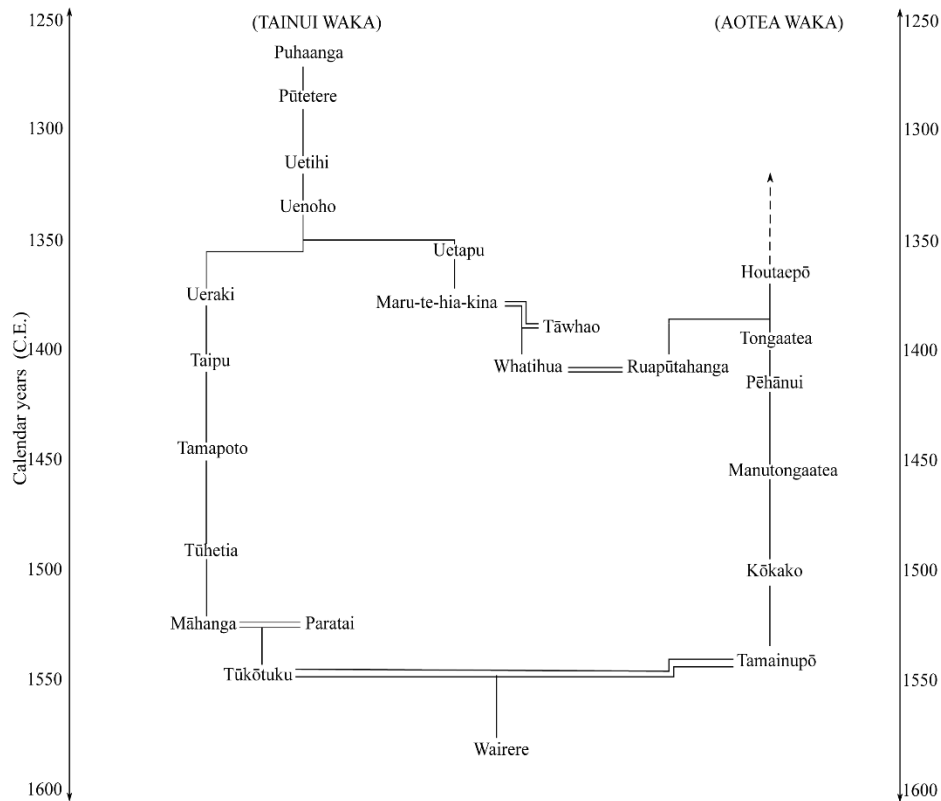 1250 (TAINUI WAKA) (AOTEA WAKA) 1250
Puhaanga
Pūtetere
1300 1300
Uetihi
Uenoho
1350 Uetapu 1350
Houtaepō
Ueraki Maru-te-hia-kina
Tāwhao
Tongaatea
1400 1400
Taipu Whatihua Ruapūtahanga
Pēhānui
Calendar years (C.E.)
1450 Tamapoto 1450
Manutongaatea
Tūhetia
1500 Kōkako 1500
Māhanga Paratai
Tamainupō
1550 Tūkōtuku 1550
Wairere
1600 1600